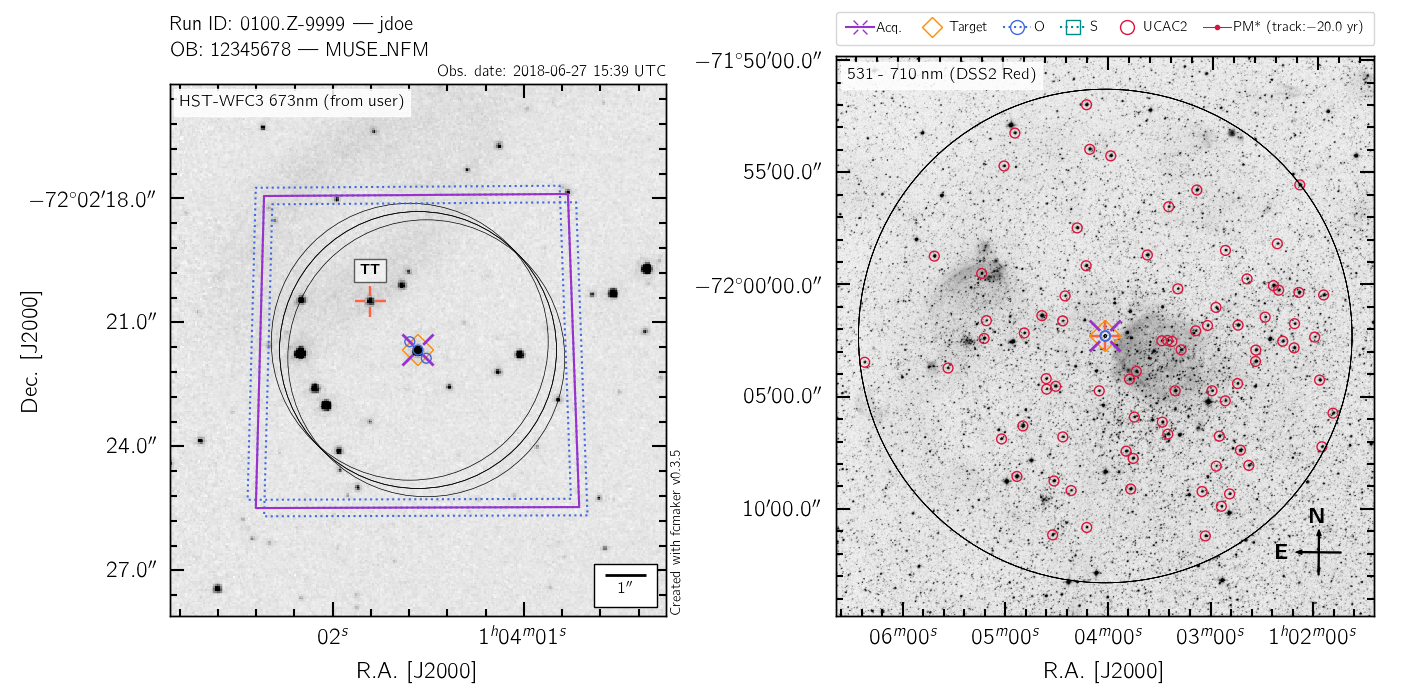 Run ID: 0100.Z-9999 — jdoe
OB: 12345678 — MUSE_NFM
Obs. date: 2018-06-27 15:39 UTC
HST-WFC3 673nm (from user)
TT
−72°02′18.0″
21.0″
24.0″
27.0″
Dec. [J2000]
1″
02ˢ
1ʰ04ᵐ01ˢ
R.A. [J2000]
Created with fcmaker v0.3.5
Acq.
Target
O
S
UCAC2
PM* (track:−20.0 yr)
531 - 710 nm (DSS2 Red)
−71°50′00.0″
55′00.0″
−72°00′00.0″
05′00.0″
10′00.0″
N
E
06ᵐ00ˢ
05ᵐ00ˢ
04ᵐ00ˢ
03ᵐ00ˢ
1ʰ02ᵐ00ˢ
R.A. [J2000]